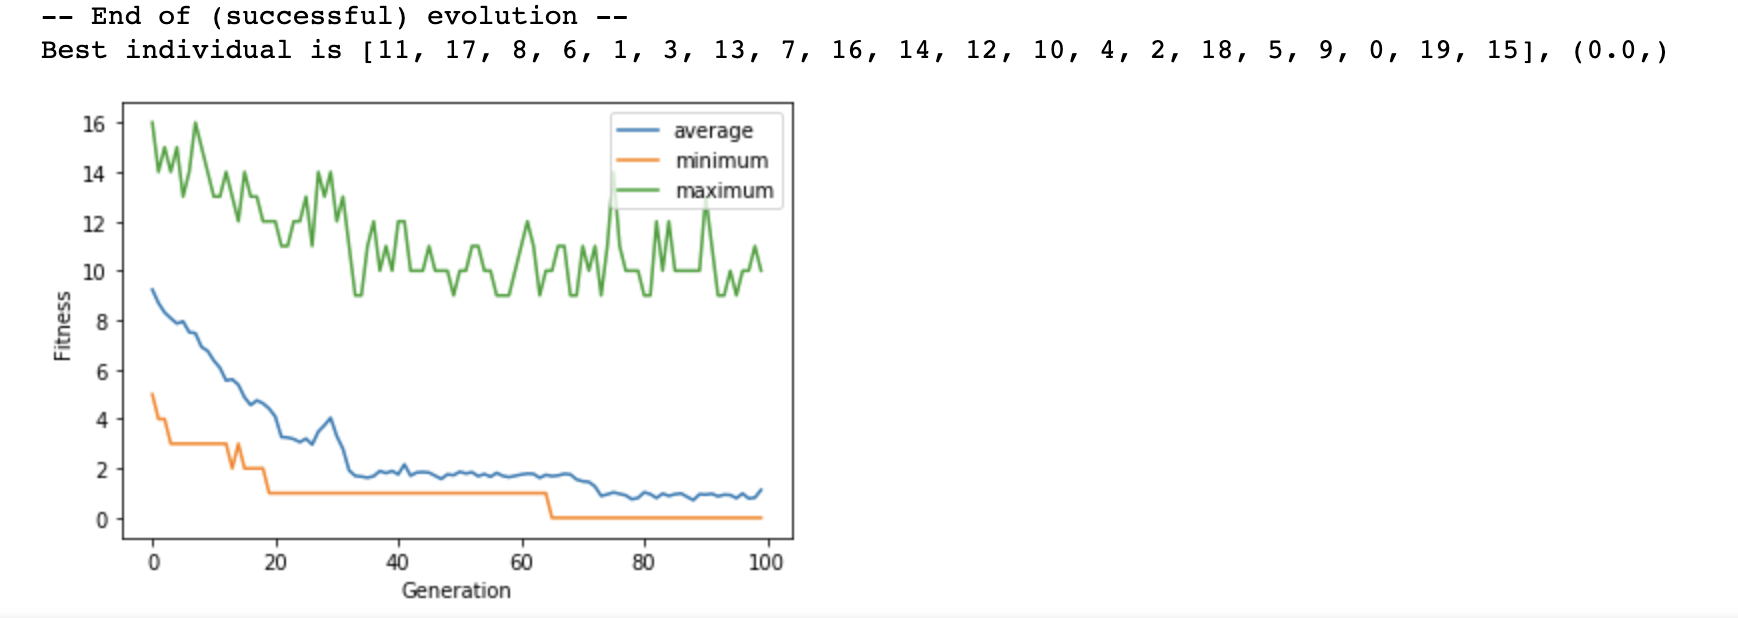 -- End of (successful) evolution --
Best individual is [11, 17, 8, 6, 1, 3, 13, 7, 16, 14, 12, 10, 4, 2, 18, 5, 9, 0, 19, 15], (0.0,)
average
minimum
maximum
16
14
12
10
8
6
4
2
0
Fitness
0 20 40 60 80 100
Generation